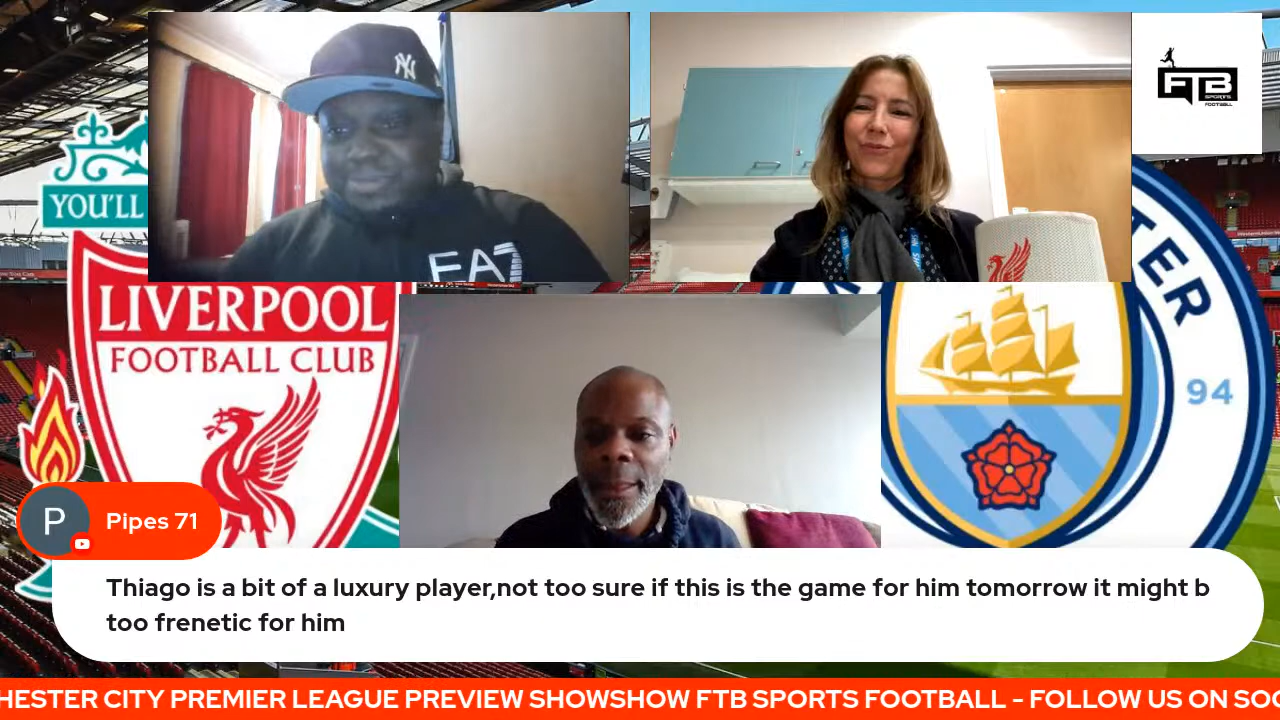 NY
EA7
FTB
SPORTS
FOOTBALL
YOU'LL
TER
94
LIVERPOOL
FOOTBALL CLUB
P
Pipes 71
Thiago is a bit of a luxury player,not too sure if this is the game for him tomorrow it might b
too frenetic for him
HESTER CITY PREMIER LEAGUE PREVIEW SHOWSHOW FTB SPORTS FOOTBALL - FOLLOW US ON SOC